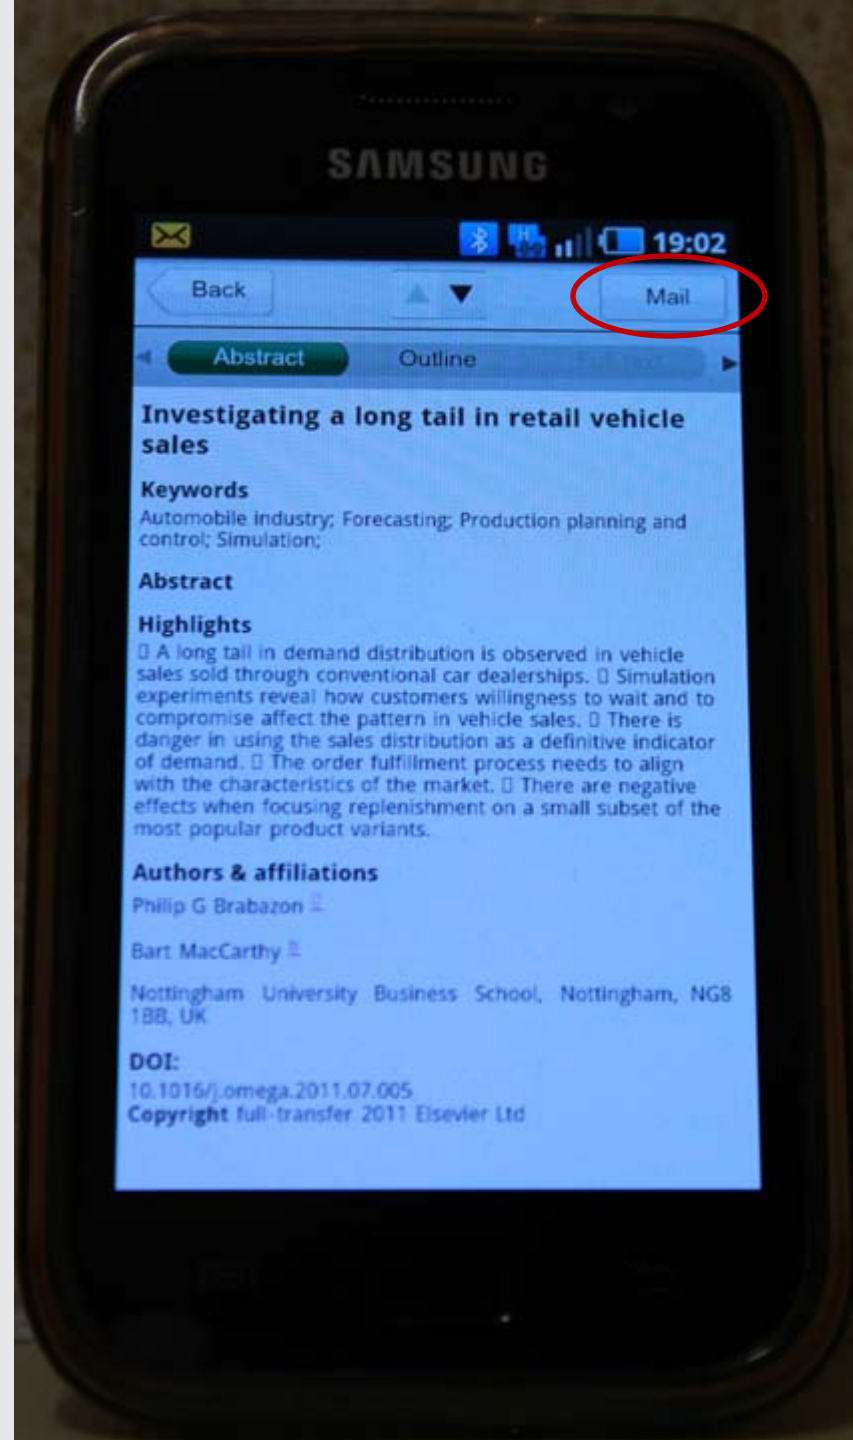 SAMSUNG
19:02
Back
Mail
Abstract
Outline
Full text
Investigating a long tail in retail vehicle
sales
Keywords
Automobile industry; Forecasting; Production planning and
control; Simulation;
Abstract
Highlights
▯ A long tail in demand distribution is observed in vehicle
sales sold through conventional car dealerships. ▯ Simulation
experiments reveal how customers willingness to wait and to
compromise affect the pattern in vehicle sales. ▯ There is
danger in using the sales distribution as a definitive indicator
of demand. ▯ The order fulfillment process needs to align
with the characteristics of the market. ▯ There are negative
effects when focusing replenishment on a small subset of the
most popular product variants.
Authors & affiliations
Philip G Brabazon
Bart MacCarthy
Nottingham University Business School, Nottingham, NG8
1BB, UK
DOI:
10.1016/j.omega.2011.07.005
Copyright full-transfer 2011 Elsevier Ltd